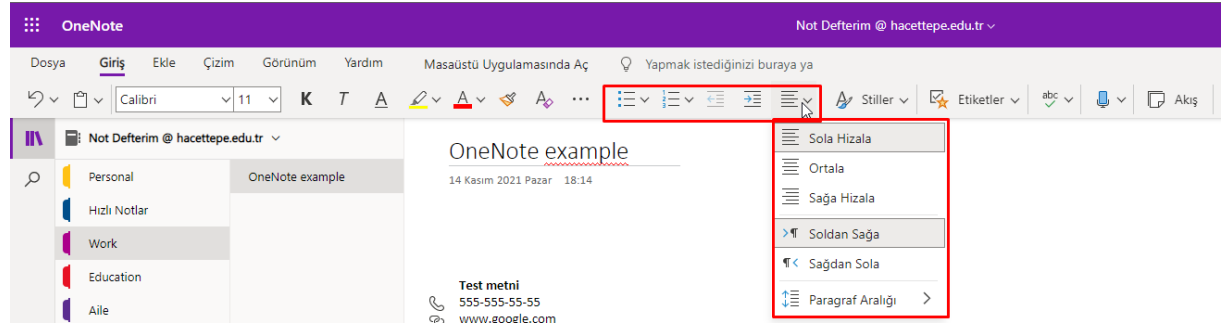 OneNote
Not Defterim @ hacettepe.edu.tr
Dosya Giriş Ekle Çizim Görünüm Yardım Masaüstü Uygulamasında Aç Yapmak istediğinizi buraya ya
Calibri 11 K T A A A abc Stiller Etiketler Akış
Not Defterim @ hacettepe.edu.tr
Personal
Hızlı Notlar
Work
Education
Aile
OneNote example
OneNote example
14 Kasım 2021 Pazar 18:14
Test metni
555-555-55-55
www.google.com
Sola Hizala
Ortala
Sağa Hizala
Soldan Sağa
Sağdan Sola
Paragraf Aralığı